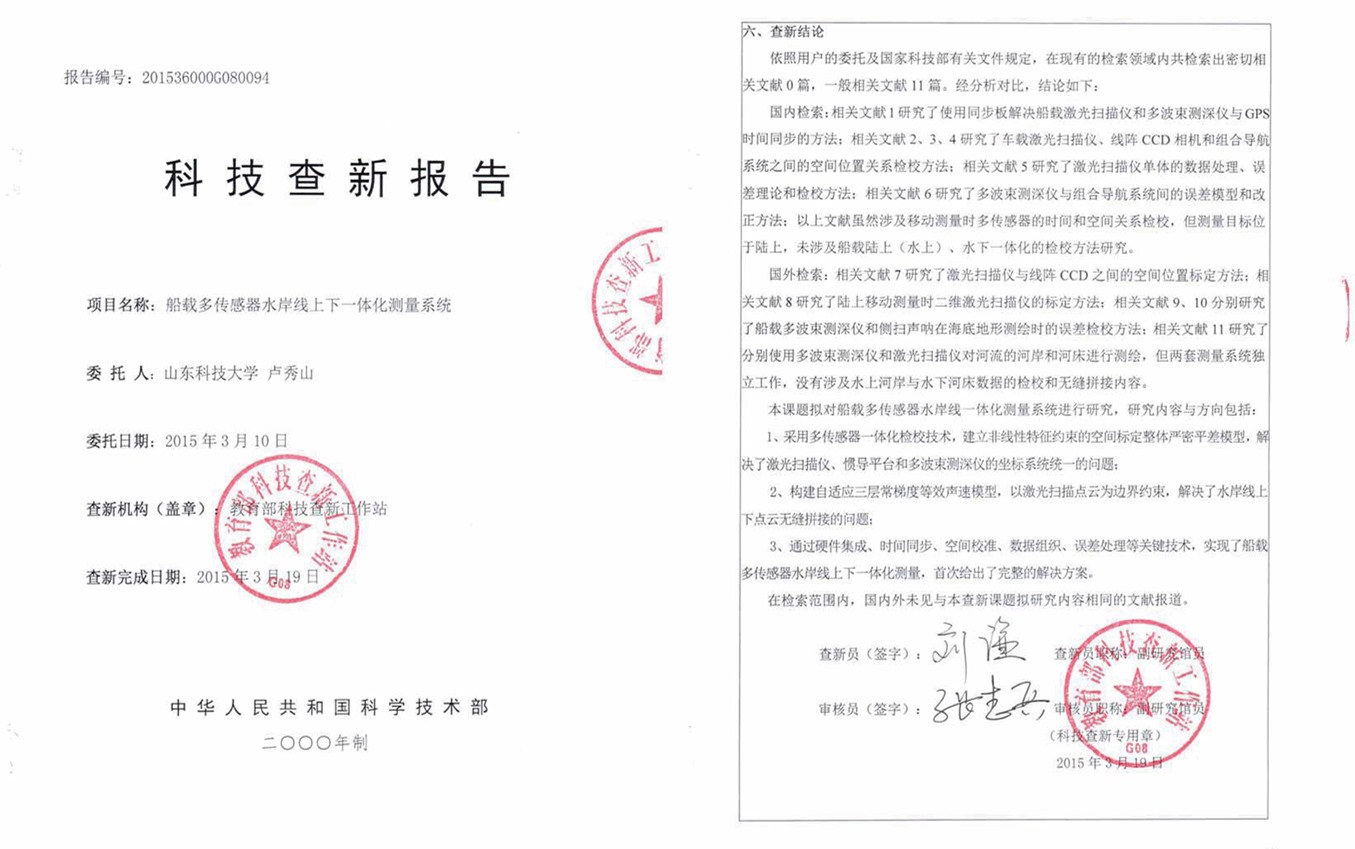 报告编号：201536000G080094
科技查新报告
项目名称：船载多传感器水岸线上下一体化测量系统
委 托 人：山东科技大学 卢秀山
委托日期：2015年3月10日
查新机构（盖章）：教育部科技查新工作站
查新完成日期：2015年3月19日
教育部科技查新工作站
G08
教育部科技查新工
中华人民共和国科学技术部
二〇〇〇年制
六、查新结论
依照用户的委托及国家科技部有关文件规定，在现有的检索领域内共检索出密切相
关文献0篇，一般相关文献11篇。经分析对比，结论如下：
国内检索：相关文献1研究了使用同步板解决船载激光扫描仪和多波束测深仪与GPS
时间同步的方法；相关文献2、3、4研究了车载激光扫描仪、线阵CCD相机和组合导航
系统之间的空间位置关系检校方法；相关文献5研究了激光扫描仪单体的数据处理、误
差理论和检校方法；相关文献6研究了多波束测深仪与组合导航系统间的误差模型和改
正方法；以上文献虽然涉及移动测量时多传感器的时间和空间关系检校，但测量目标位
于陆上，未涉及船载陆上（水上）、水下一体化的检校方法研究。
国外检索：相关文献7研究了激光扫描仪与线阵CCD之间的空间位置标定方法；相
关文献8研究了陆上移动测量时二维激光扫描仪的标定方法；相关文献9、10分别研究
了船载多波束测深仪和侧扫声呐在海底地形测绘时的误差检校方法；相关文献11研究了
分别使用多波束测深仪和激光扫描仪对河流的河岸和河床进行测绘，但两套测量系统独
立工作，没有涉及水上河岸与水下河床数据的检校和无缝拼接内容。
本课题拟对船载多传感器水岸线一体化测量系统进行研究，研究内容与方向包括：
1、采用多传感器一体化检校技术，建立非线性特征约束的空间标定整体严密平差模型，解
决了激光扫描仪、惯导平台和多波束测深仪的坐标系统统一的问题；
2、构建自适应三层常梯度等效声速模型，以激光扫描点云为边界约束，解决了水岸线上
下点云无缝拼接的问题；
3、通过硬件集成、时间同步、空间校准、数据组织、误差处理等关键技术，实现了船载
多传感器水岸线上下一体化测量，首次给出了完整的解决方案。
在检索范围内，国内外未见与本查新课题拟研究内容相同的文献报道。
查新员（签字）： 查新员职称：副研究馆员
审核员（签字）： 审核员职称：副研究馆员
（科技查新专用章）
2015年3月19日
教育部科技查新工作站
G08